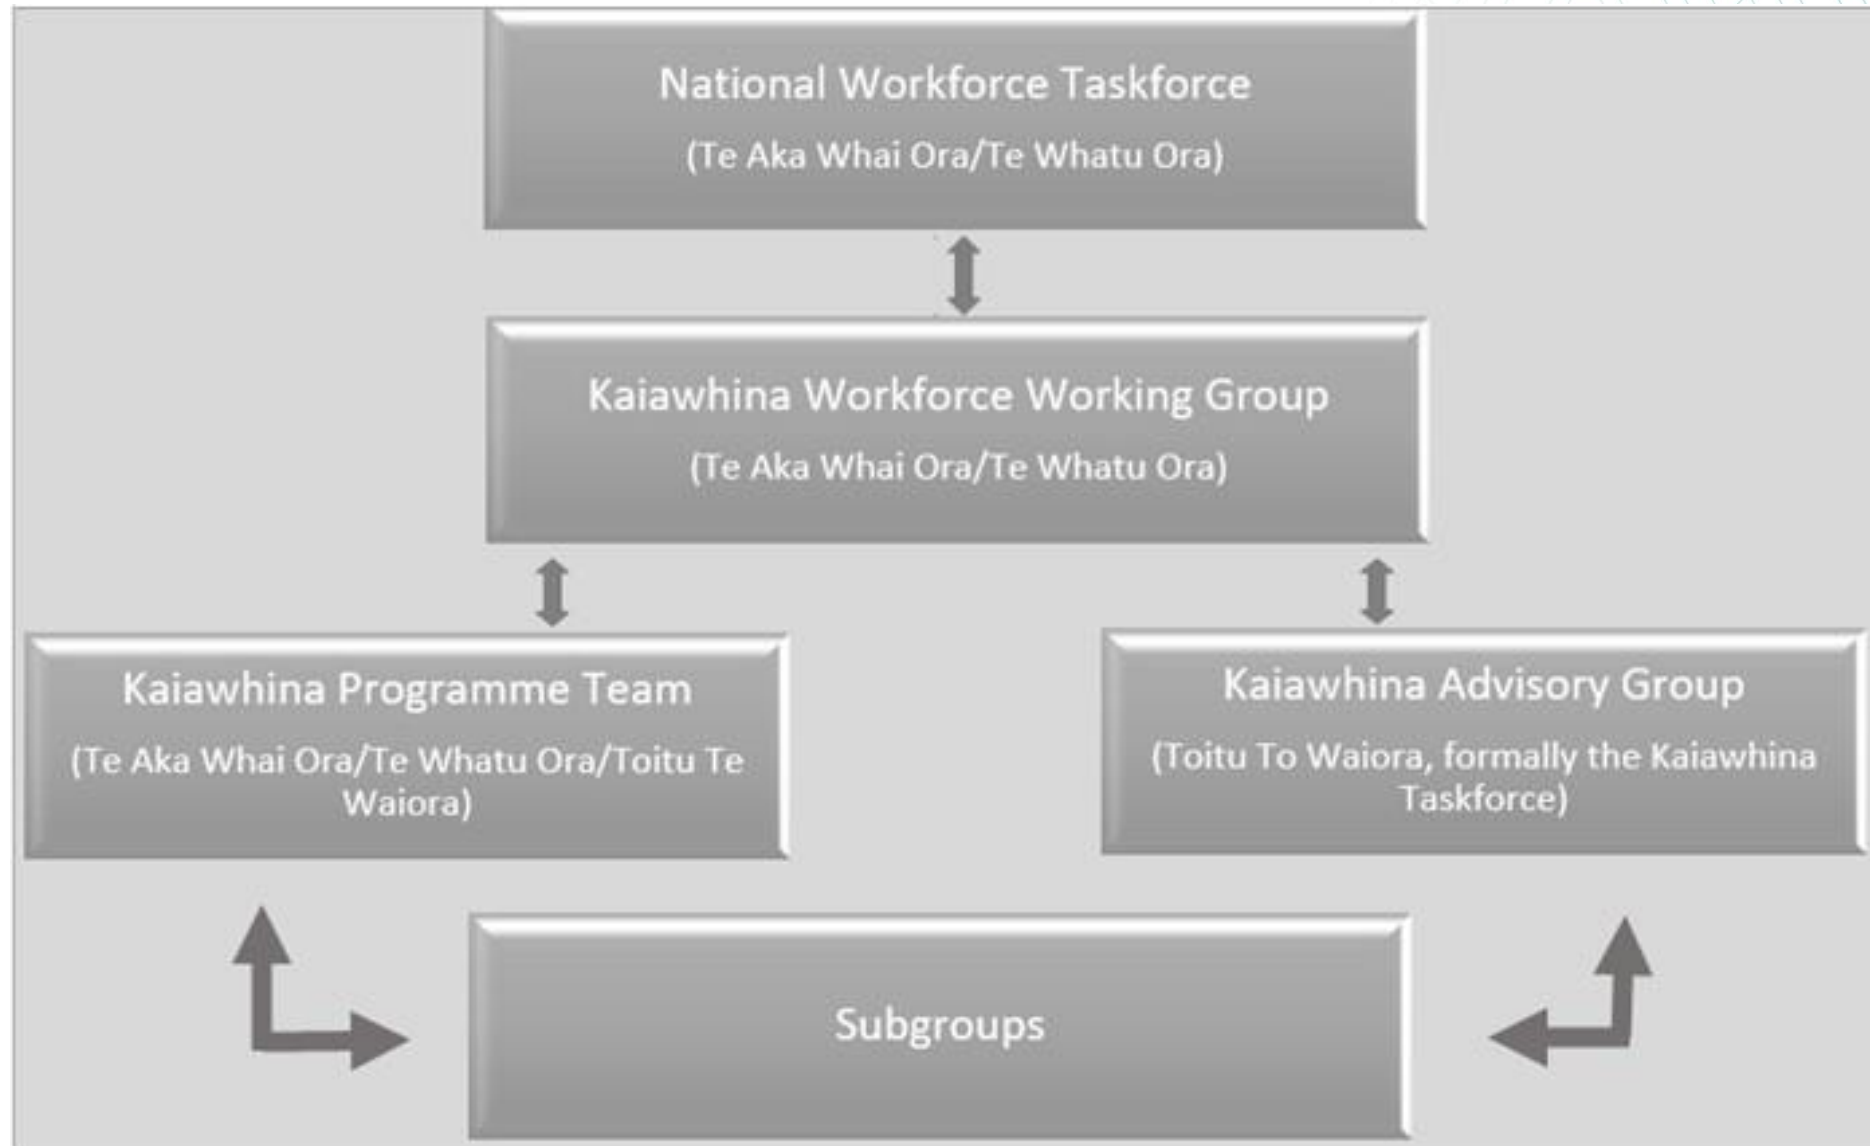 National Workforce Taskforce
(Te Aka Whai Ora/Te Whatu Ora)
Kaiawhina Workforce Working Group
(Te Aka Whai Ora/Te Whatu Ora)
Kaiawhina Programme Team
(Te Aka Whai Ora/Te Whatu Ora/Toitu Te
Waiora)
Kaiawhina Advisory Group
(Toitu To Waiora, formally the Kaiawhina
Taskforce)
Subgroups